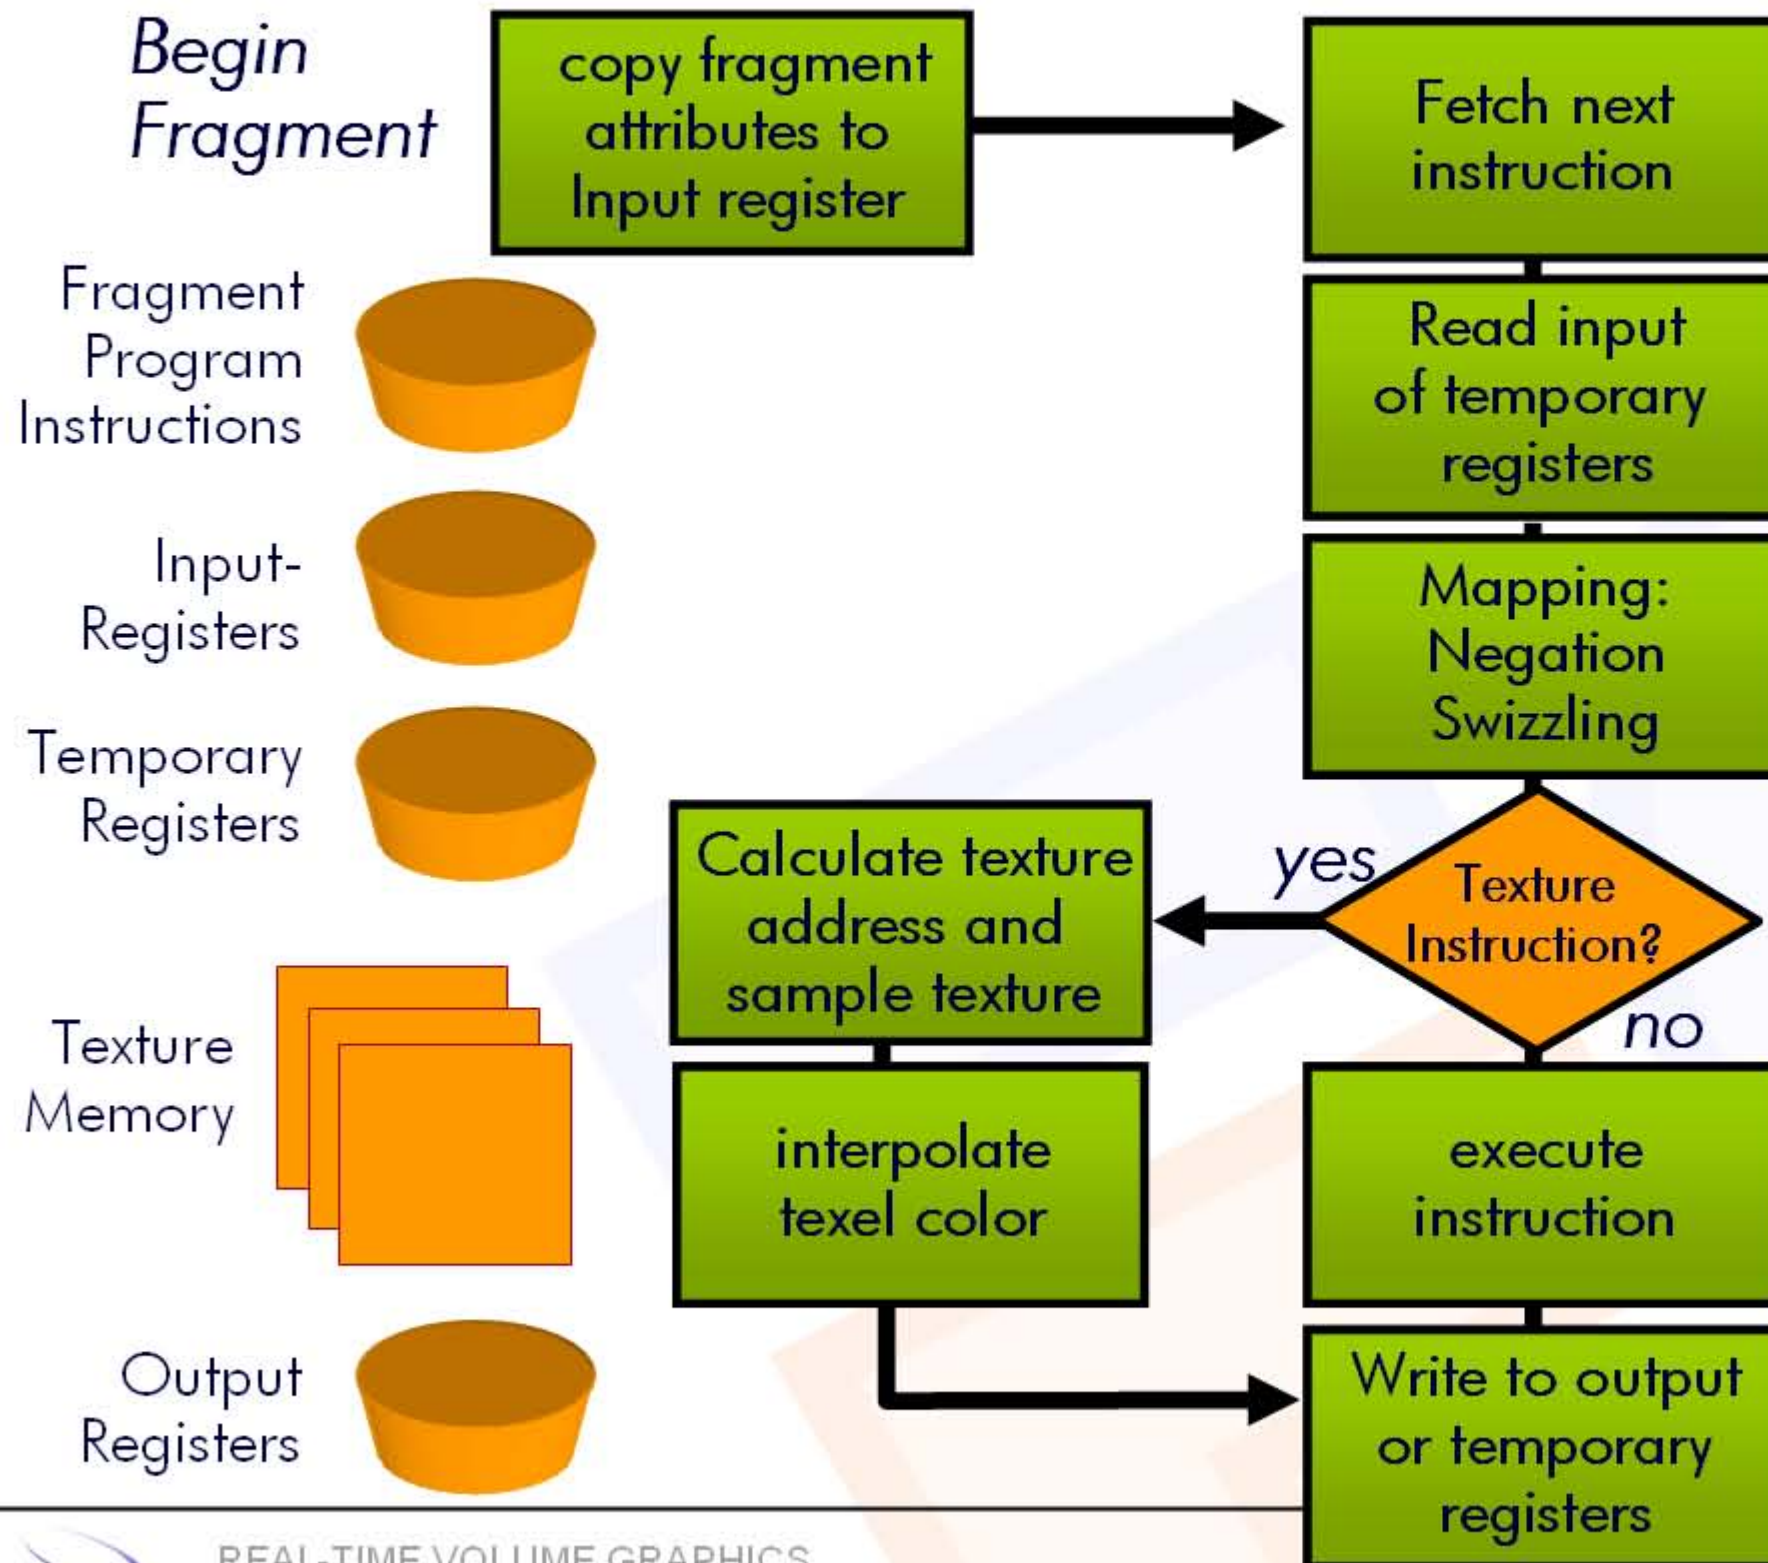 Begin
Fragment
copy fragment
attributes to
Input register
Fetch next
instruction
Fragment
Program
Instructions
Read input
of temporary
registers
Input-
Registers
Mapping:
Negation
Swizzling
Temporary
Registers
Calculate texture
address and
sample texture
yes
Texture
Instruction?
no
Texture
Memory
interpolate
texel color
execute
instruction
Output
Registers
Write to output
or temporary
registers
REAL-TIME VOLUME GRAPHICS